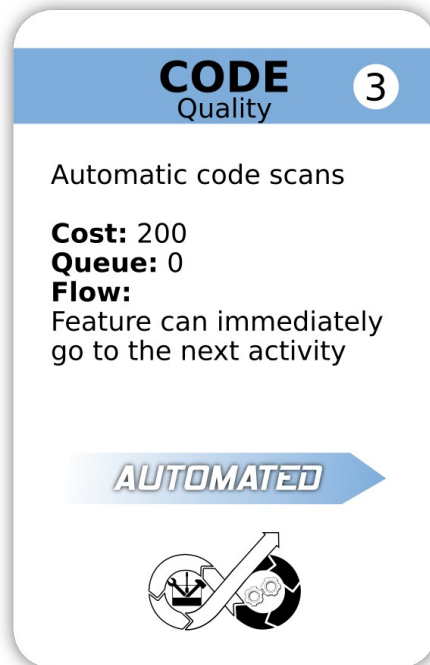 CODE
Quality
3
Automatic code scans
Cost: 200
Queue: 0
Flow:
Feature can immediately
go to the next activity
AUTOMATED